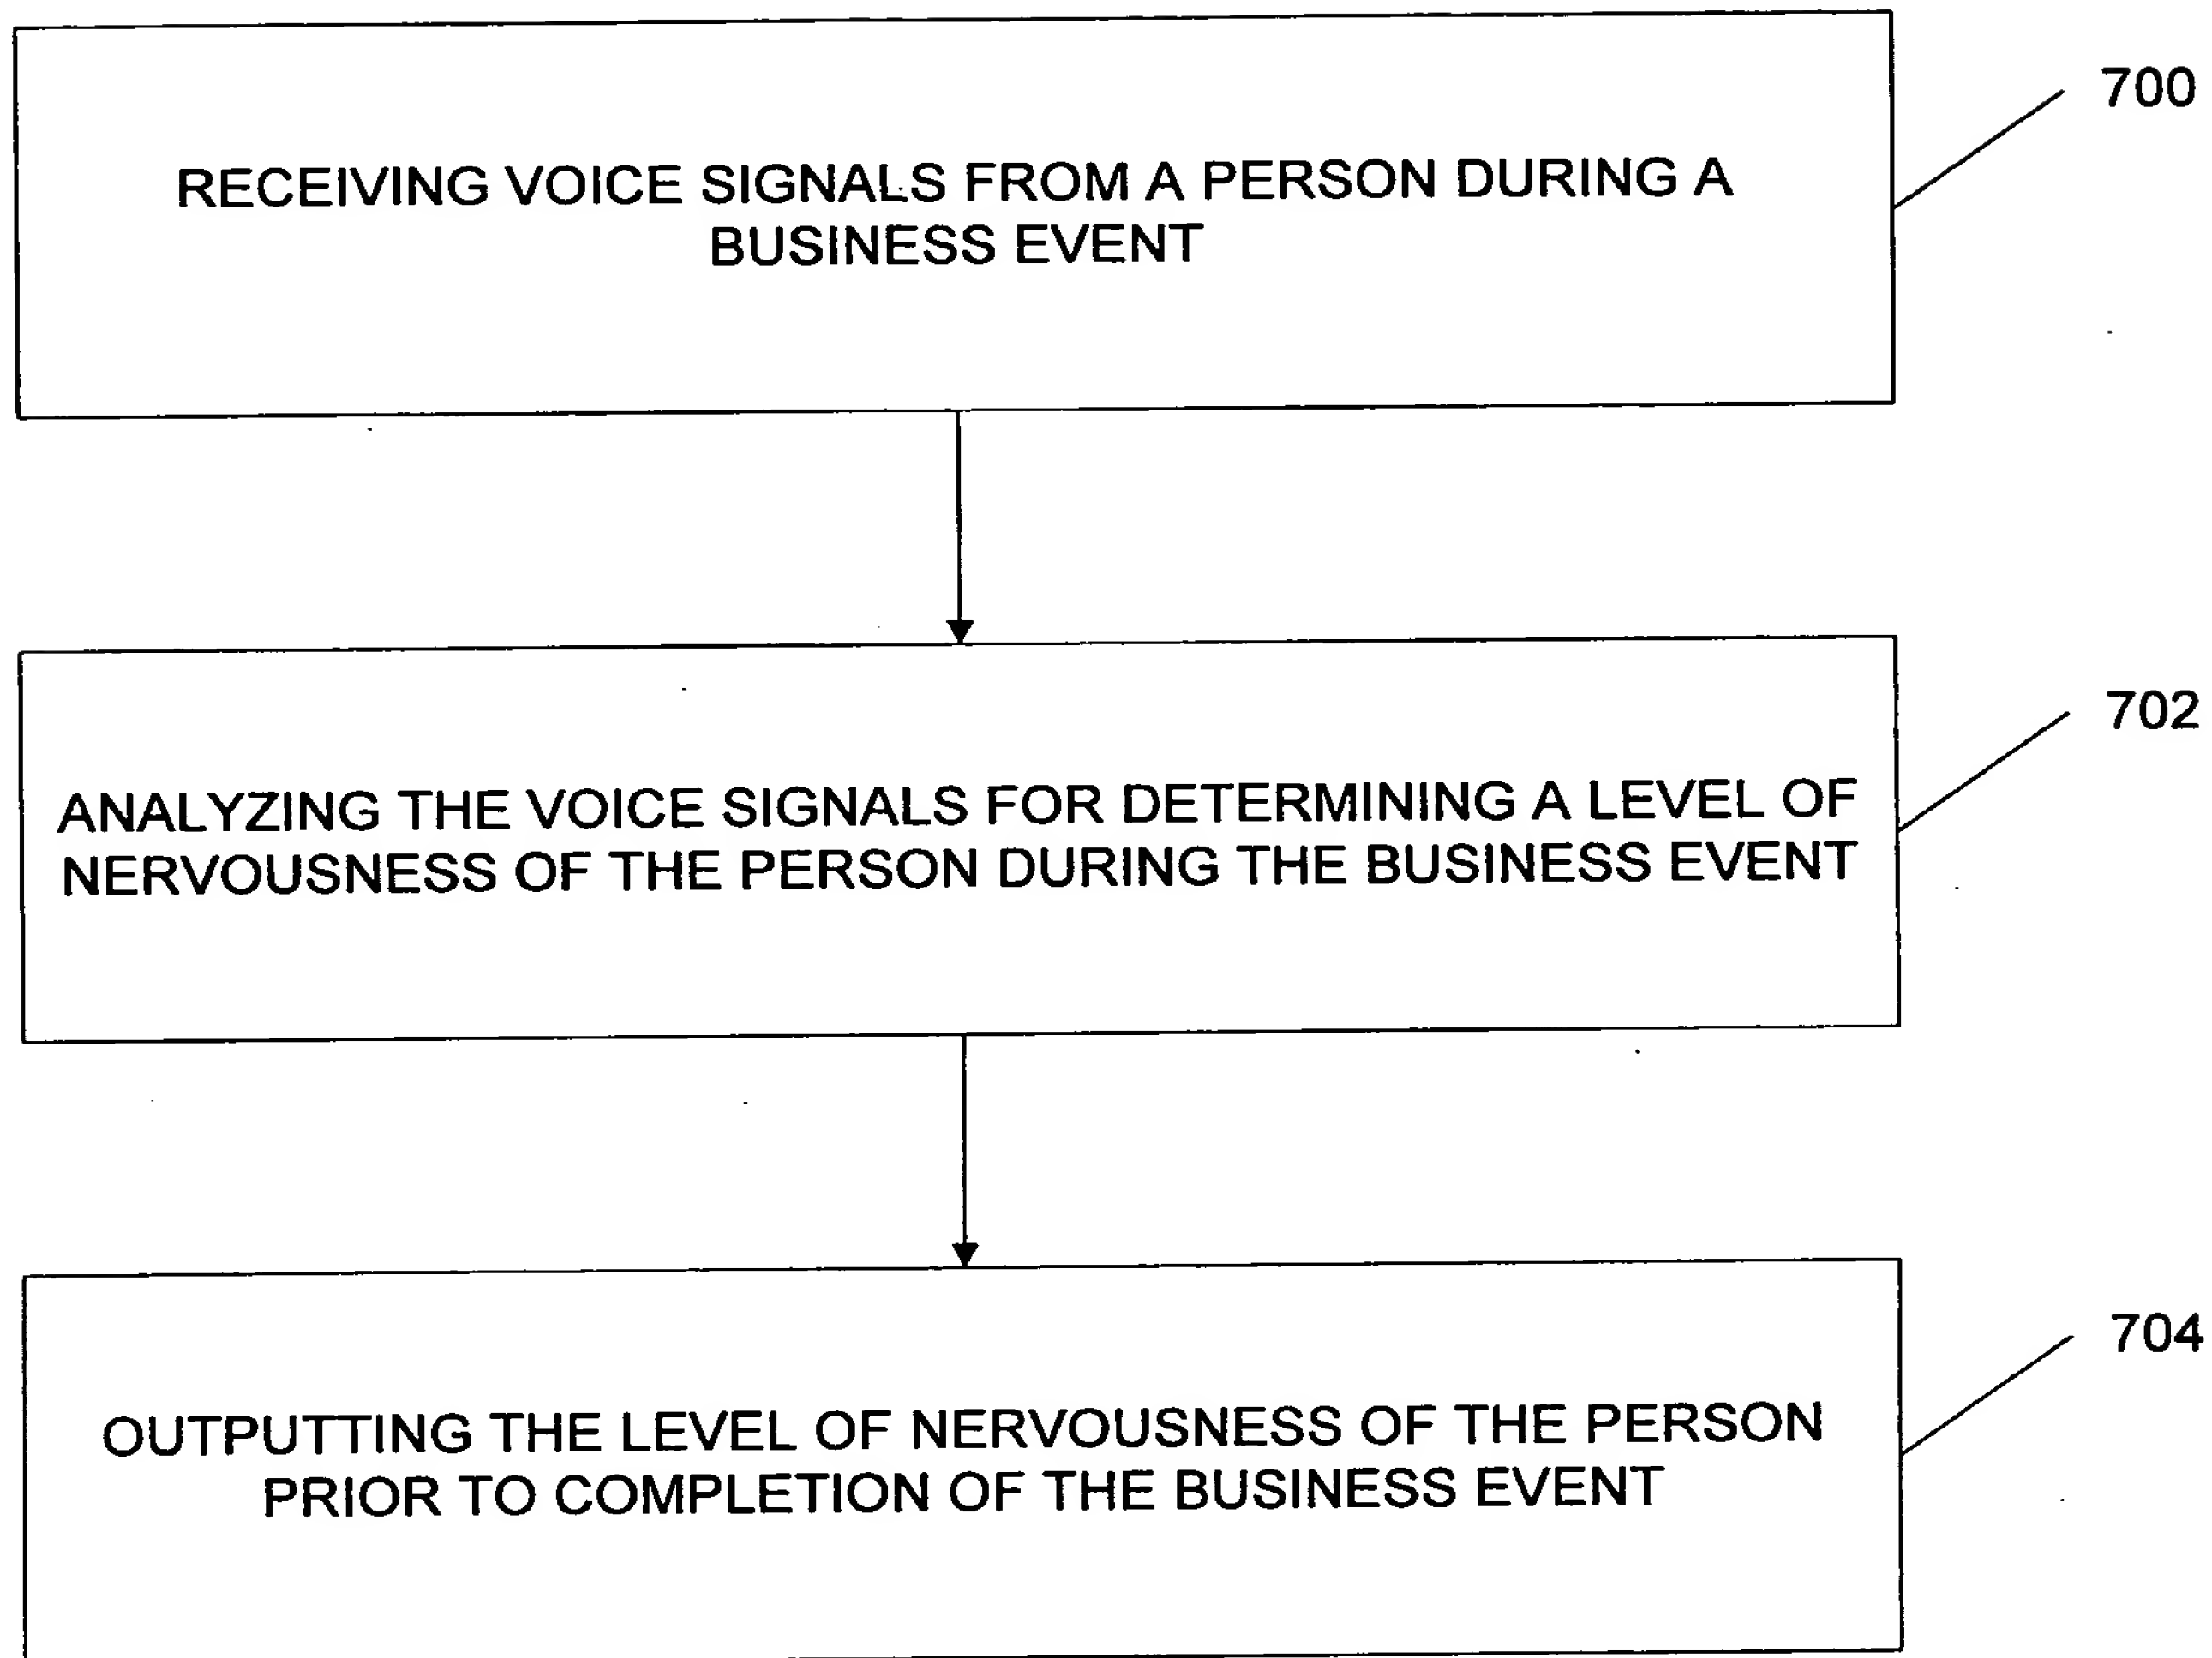 RECEIVING VOICE SIGNALS FROM A PERSON DURING A
BUSINESS EVENT
700
ANALYZING THE VOICE SIGNALS FOR DETERMINING A LEVEL OF
NERVOUSNESS OF THE PERSON DURING THE BUSINESS EVENT
702
OUTPUTTING THE LEVEL OF NERVOUSNESS OF THE PERSON
PRIOR TO COMPLETION OF THE BUSINESS EVENT
704